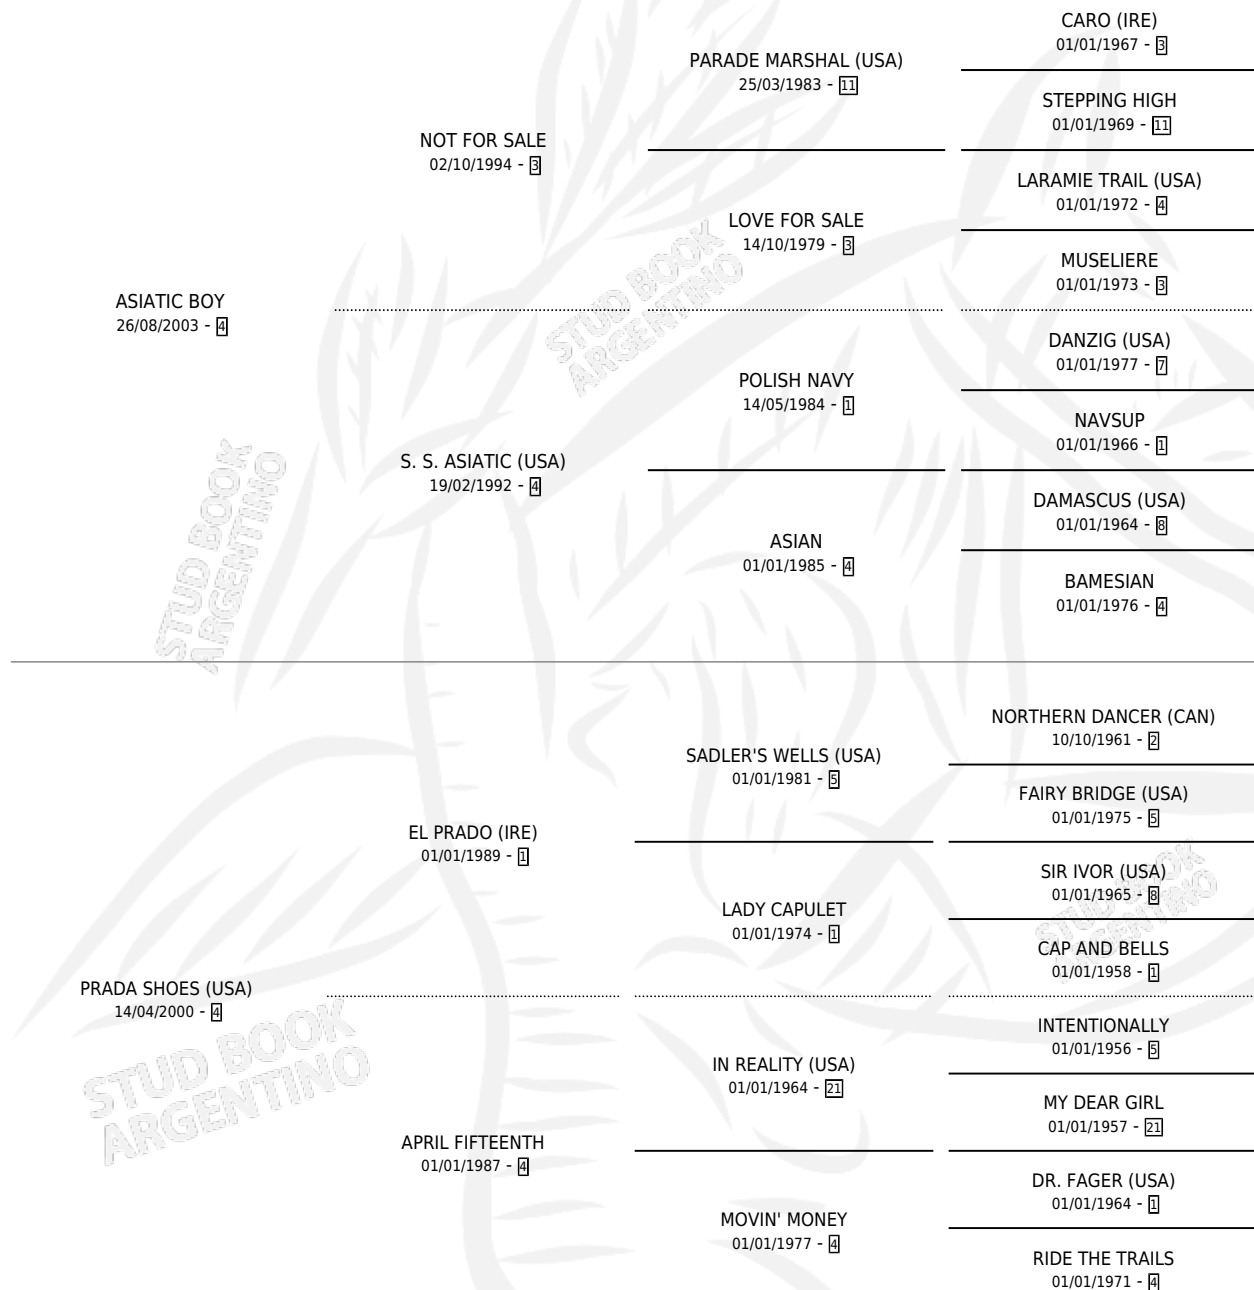 CARO (IRE)
01/01/1967 - 3
PARADE MARSHAL (USA)
25/03/1983 - 11
STEPPING HIGH
01/01/1969 - 11
NOT FOR SALE
02/10/1994 - 3
LARAMIE TRAIL (USA)
01/01/1972 - 4
LOVE FOR SALE
14/10/1979 - 3
MUSELIERE
01/01/1973 - 3
ASIATIC BOY
26/08/2003 - 4
STUD BOOK
ARGENTINO
DANZIG (USA)
01/01/1977 - 7
POLISH NAVY
14/05/1984 - 1
NAVSUP
01/01/1966 - 1
S. S. ASIATIC (USA)
19/02/1992 - 4
DAMASCUS (USA)
01/01/1964 - 8
ASIAN
01/01/1985 - 4
BAMESIAN
01/01/1976 - 4
STUD BOOK
ARGENTINO
NORTHERN DANCER (CAN)
10/10/1961 - 2
SADLER'S WELLS (USA)
01/01/1981 - 5
FAIRY BRIDGE (USA)
01/01/1975 - 5
EL PRADO (IRE)
01/01/1989 - 1
SIR IVOR (USA)
01/01/1965 - 8
LADY CAPULET
01/01/1974 - 1
STUD BOOK
ARGENTINO
CAP AND BELLS
01/01/1958 - 1
PRADA SHOES (USA)
14/04/2000 - 4
STUD BOOK
ARGENTINO
INTENTIONALLY
01/01/1956 - 5
IN REALITY (USA)
01/01/1964 - 21
MY DEAR GIRL
01/01/1957 - 21
APRIL FIFTEENTH
01/01/1987 - 4
DR. FAGER (USA)
01/01/1964 - 1
MOVIN' MONEY
01/01/1977 - 4
RIDE THE TRAILS
01/01/1971 - 4